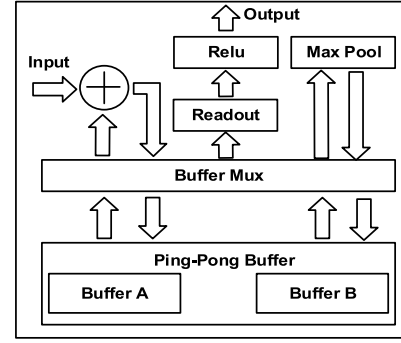 Output
Input
Relu
Max Pool
Readout
Buffer Mux
Ping-Pong Buffer
Buffer A
Buffer B